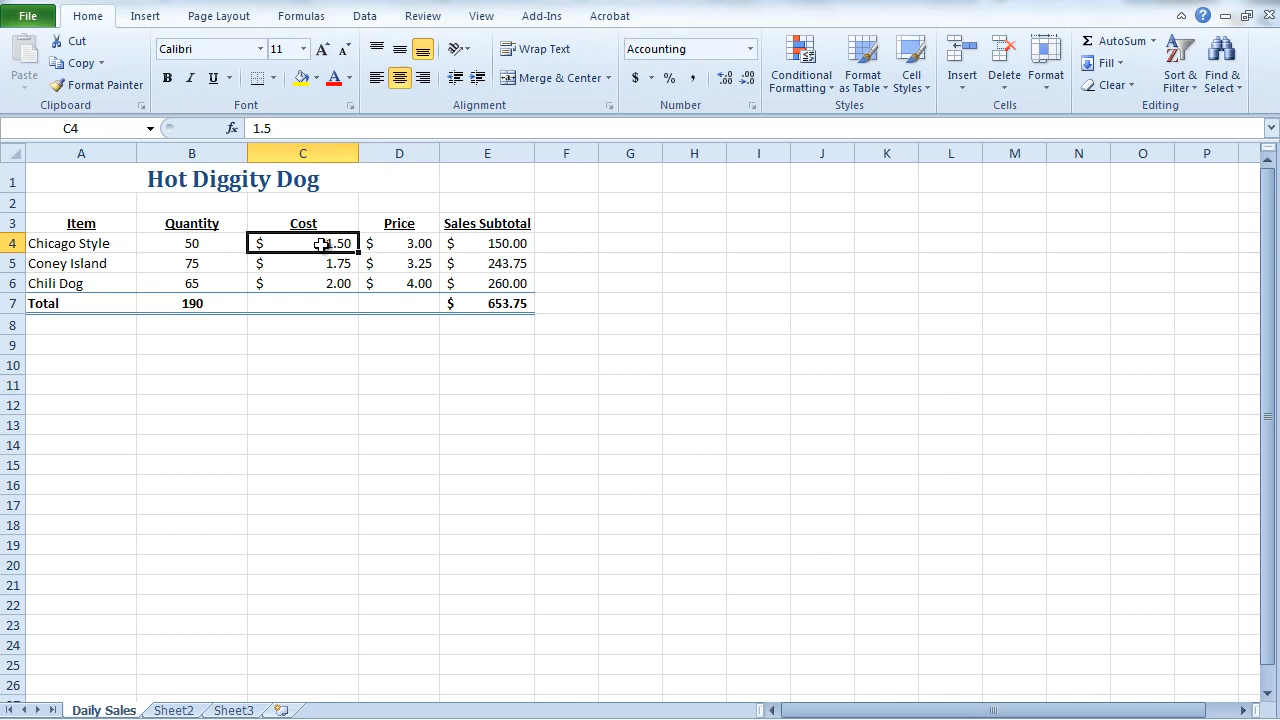 File Home Insert Page Layout Formulas Data Review View Add-Ins Acrobat
Paste Cut Copy Format Painter
Calibri 11 B I U
Wrap Text Merge & Center
Accounting $ % ,
Conditional Formatting Format as Table Cell Styles
Insert Delete Format
Σ AutoSum Fill Clear Sort & Filter Find & Select
Clipboard Font Alignment Number Styles Cells Editing
C4 fx 1.5
A B C D E F G H I J K L M N O P
1 Hot Diggity Dog
2
3 Item Quantity Cost Price Sales Subtotal
4 Chicago Style 50 $ 1.50 $ 3.00 $ 150.00
5 Coney Island 75 $ 1.75 $ 3.25 $ 243.75
6 Chili Dog 65 $ 2.00 $ 4.00 $ 260.00
7 Total 190 $ 653.75
8
9
10
11
12
13
14
15
16
17
18
19
20
21
22
23
24
25
26
Daily Sales Sheet2 Sheet3